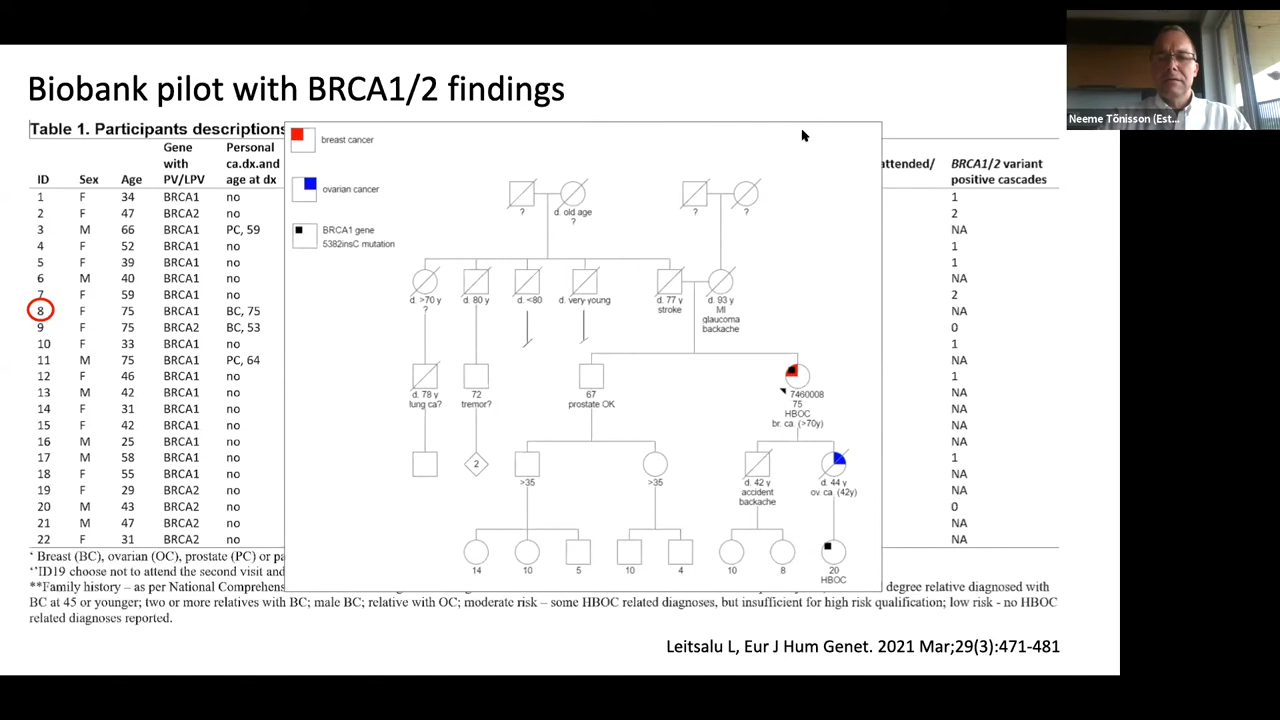 Biobank pilot with BRCA1/2 findings
Neeme Tõnisson (Est...
Table 1. Participants descriptions
ID Sex Age Gene with PV/LPV Personal ca.dx.and age at dx
attended/ BRCA1/2 variant positive cascades
1 F 34 BRCA1 no 1
2 F 47 BRCA2 no 2
3 M 66 BRCA1 PC, 59 NA
4 F 52 BRCA1 no 1
5 F 39 BRCA1 no 1
6 M 40 BRCA1 no NA
7 F 59 BRCA1 no 2
8 F 75 BRCA1 BC, 75 NA
9 F 75 BRCA2 BC, 53 0
10 F 33 BRCA1 no 1
11 M 75 BRCA1 PC, 64 NA
12 F 46 BRCA1 no 1
13 M 42 BRCA1 no NA
14 F 31 BRCA1 no NA
15 F 42 BRCA1 no NA
16 M 25 BRCA1 no NA
17 M 58 BRCA1 no 1
18 F 55 BRCA1 no NA
19 F 29 BRCA2 no NA
20 M 43 BRCA2 no 0
21 M 47 BRCA2 no NA
22 F 31 BRCA2 no NA
breast cancer
ovarian cancer
BRCA1 gene
5382insC mutation
? d. old age ? ? ?
d. >70 y ?
d. 80 y
d. <80
d. very young
d. 77 y stroke
d. 93 y
MI
glaucoma
backache
d. 78 y
lung ca?
72
tremor?
67
prostate OK
7460008
75
HBOC
br. ca. (>70y)
2
>35
>35
d. 42 y
accident
backache
d. 44 y
ov. ca. (42y)
14 10 5 10 4 10 8 20
HBOC
* Breast (BC), ovarian (OC), prostate (PC) or pa
*'ID19 choose not to attend the second visit and
**Family history – as per National Comprehens
degree relative diagnosed with
BC at 45 or younger; two or more relatives with BC; male BC; relative with OC; moderate risk – some HBOC related diagnoses, but insufficient for high risk qualification; low risk - no HBOC
related diagnoses reported.
Leitsalu L, Eur J Hum Genet. 2021 Mar;29(3):471-481